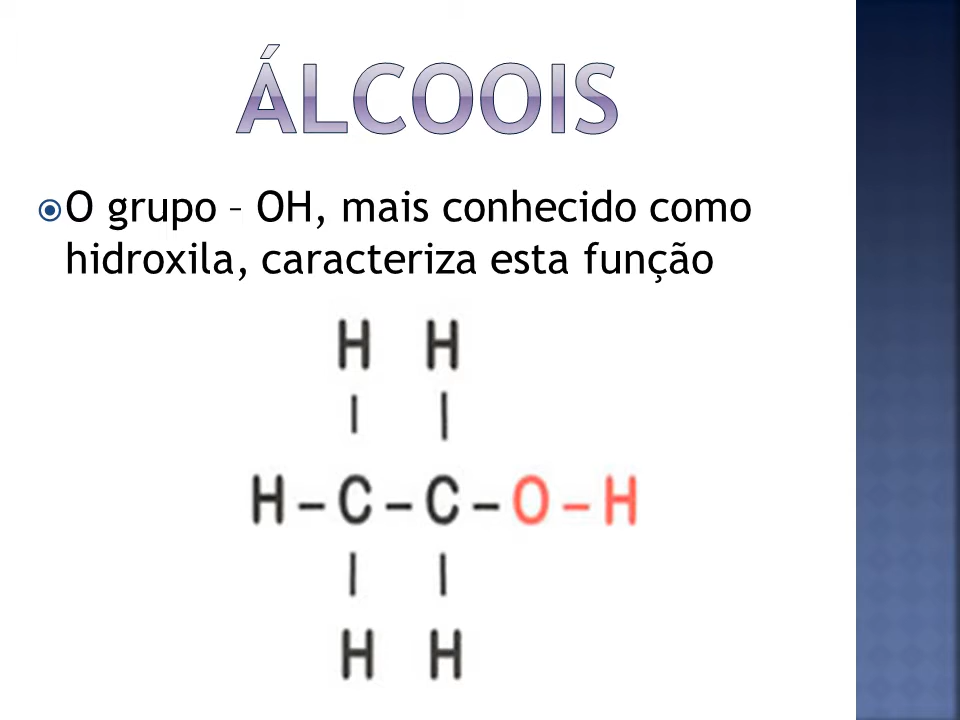 ÁLCOOIS
O grupo – OH, mais conhecido como
hidroxila, caracteriza esta função
H H
H – C – C – O – H
H H